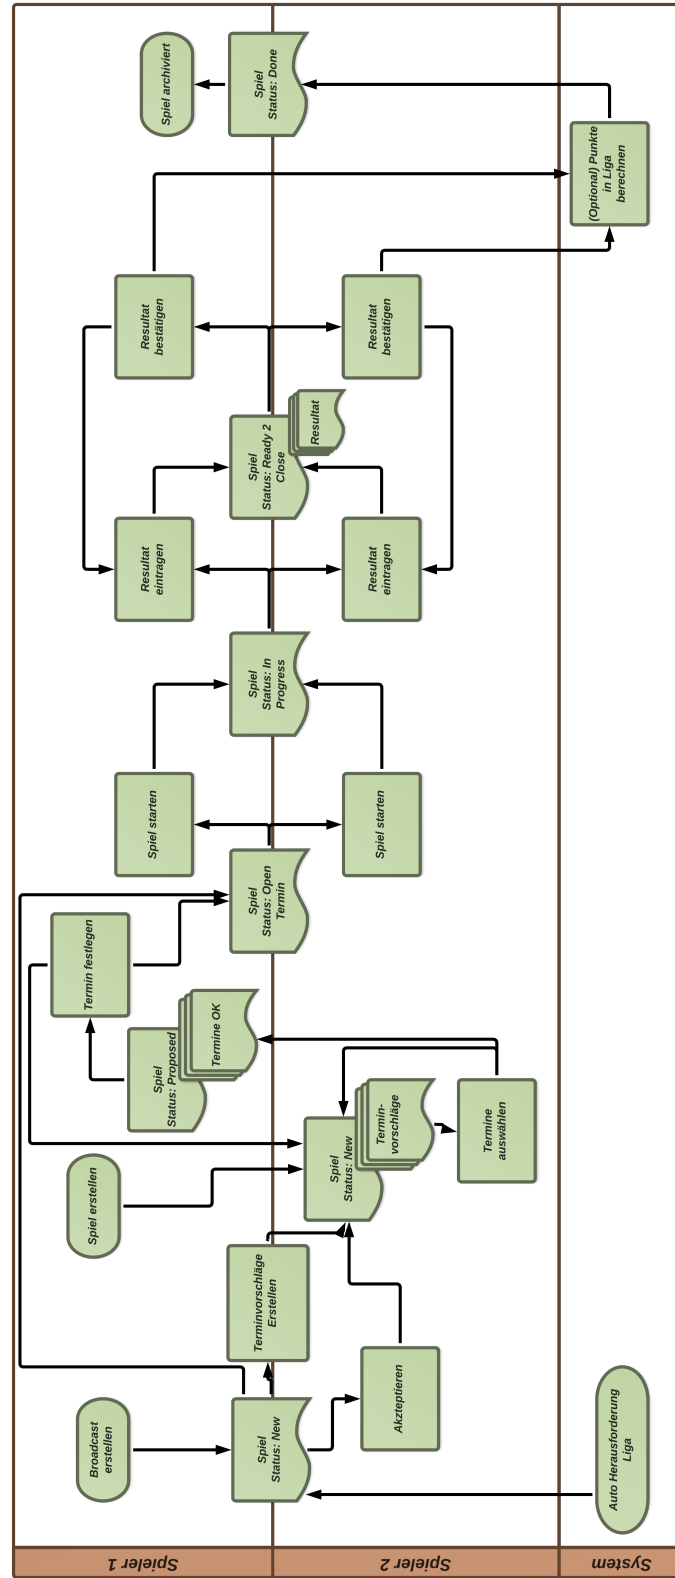 Spieler 1
Spieler 2
System
Broadcast
erstellen
Spiel
Status: New
Akzteptieren
Auto Herausforderung
Liga
Terminvorschläge
Erstellen
Spiel erstellen
Spiel
Status: New
Termin-
vorschläge
Termine
auswählen
Spiel
Status: Proposed
Termine OK
Termin festlegen
Spiel
Status: Open
Termin
Spiel starten
Spiel starten
Spiel
Status: In
Progress
Resultat
eintragen
Resultat
eintragen
Spiel
Status: Ready 2
Close
Resultat
Resultat
bestätigen
Resultat
bestätigen
(Optional) Punkte
in Liga
berechnen
Spiel
Status: Done
Spiel archiviert